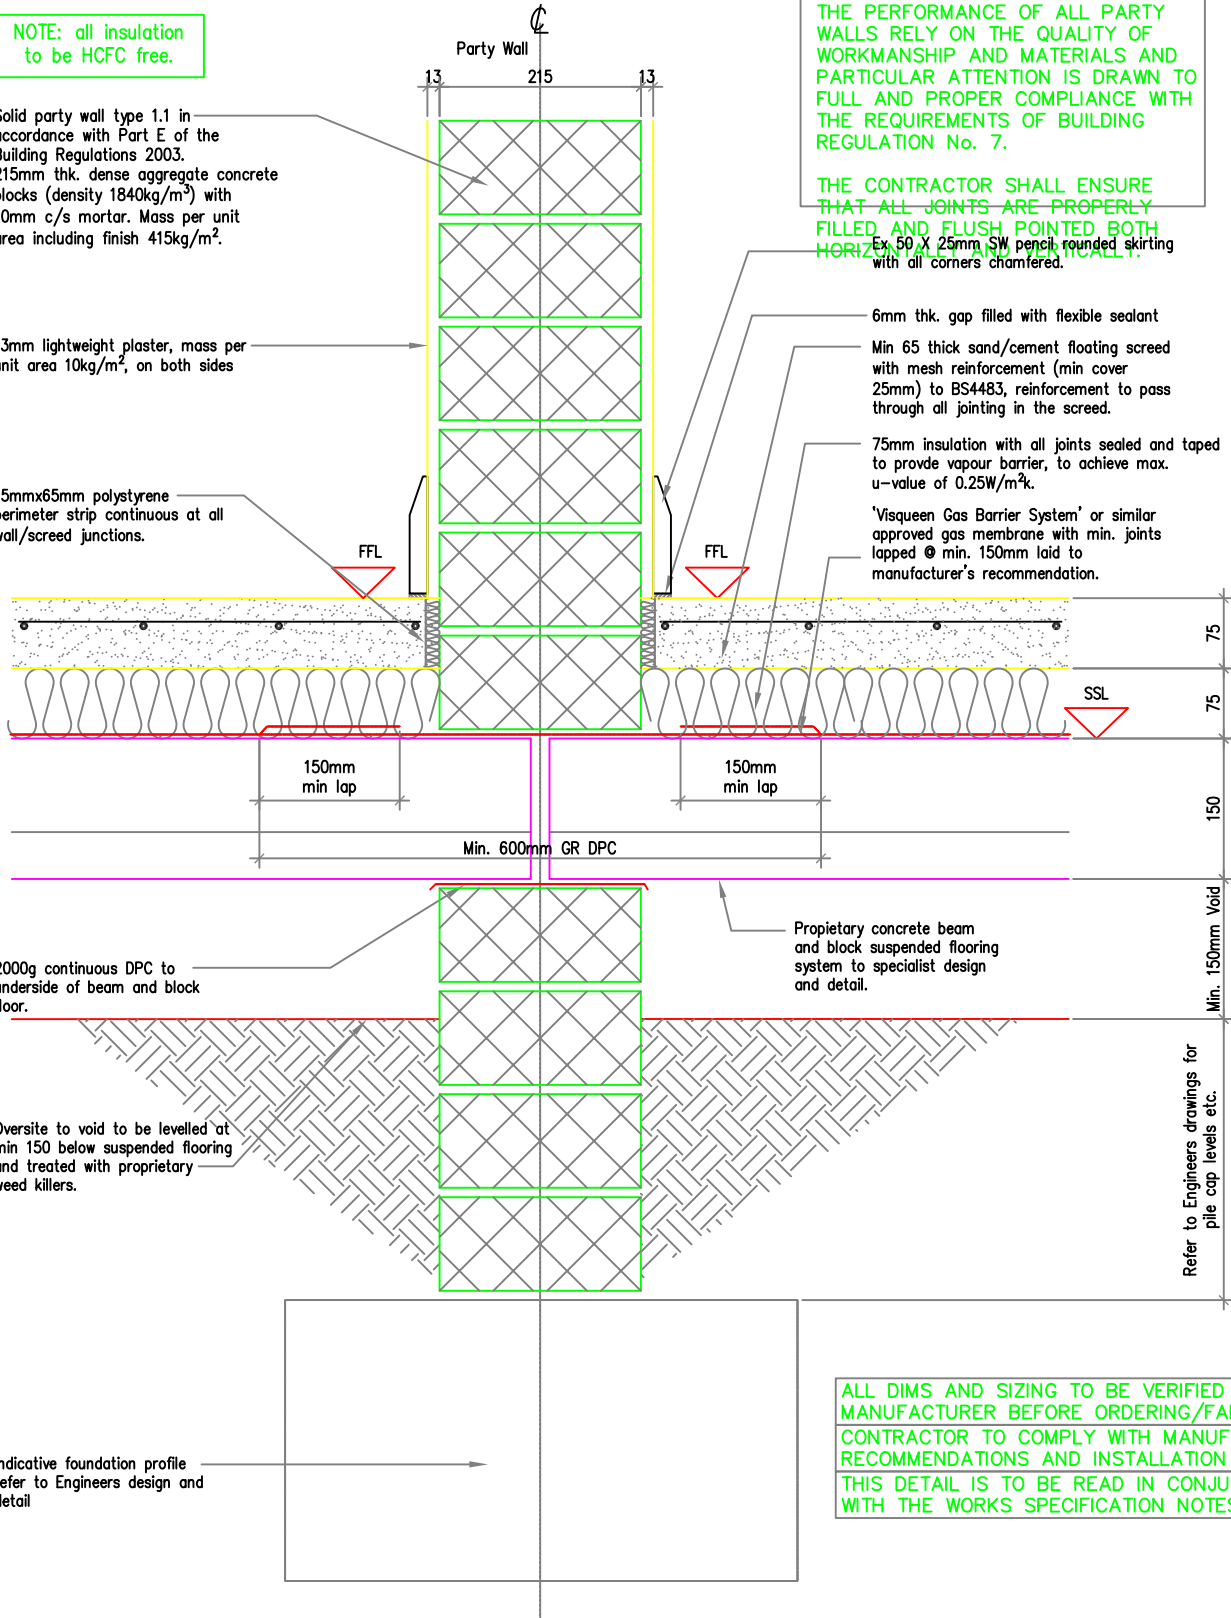 NOTE: all insulation
to be HCFC free.
Party Wall
13
215
13
THE PERFORMANCE OF ALL PARTY
WALLS RELY ON THE QUALITY OF
WORKMANSHIP AND MATERIALS AND
PARTICULAR ATTENTION IS DRAWN TO
FULL AND PROPER COMPLIANCE WITH
THE REQUIREMENTS OF BUILDING
REGULATION No. 7.
THE CONTRACTOR SHALL ENSURE
THAT ALL JOINTS ARE PROPERLY
FILLED AND FLUSH POINTED BOTH
HORIZONTALLY AND VERTICALLY.
Solid party wall type 1.1 in
accordance with Part E of the
Building Regulations 2003.
215mm thk. dense aggregate concrete
blocks (density 1840kg/m³) with
0mm c/s mortar. Mass per unit
area including finish 415kg/m².
3mm lightweight plaster, mass per
unit area 10kg/m², on both sides
5mmx65mm polystyrene
perimeter strip continuous at all
wall/screed junctions.
Ex 50 X 25mm SW pencil rounded skirting
with all corners chamfered.
6mm thk. gap filled with flexible sealant
Min 65 thick sand/cement floating screed
with mesh reinforcement (min cover
25mm) to BS4483, reinforcement to pass
through all jointing in the screed.
75mm insulation with all joints sealed and taped
to provde vapour barrier, to achieve max.
u-value of 0.25W/m²k.
'Visqueen Gas Barrier System' or similar
approved gas membrane with min. joints
lapped @ min. 150mm laid to
manufacturer's recommendation.
FFL
FFL
SSL
75
75
150
Min. 150mm Void
Refer to Engineers drawings for
pile cap levels etc.
150mm
min lap
150mm
min lap
Min. 600mm GR DPC
2000g continuous DPC to
underside of beam and block
floor.
Propietary concrete beam
and block suspended flooring
system to specialist design
and detail.
Oversite to void to be levelled at
min 150 below suspended flooring
and treated with proprietary
weed killers.
Indicative foundation profile
refer to Engineers design and
detail
ALL DIMS AND SIZING TO BE VERIFIED
MANUFACTURER BEFORE ORDERING/FA
CONTRACTOR TO COMPLY WITH MANUF
RECOMMENDATIONS AND INSTALLATION
THIS DETAIL IS TO BE READ IN CONJU
WITH THE WORKS SPECIFICATION NOTES